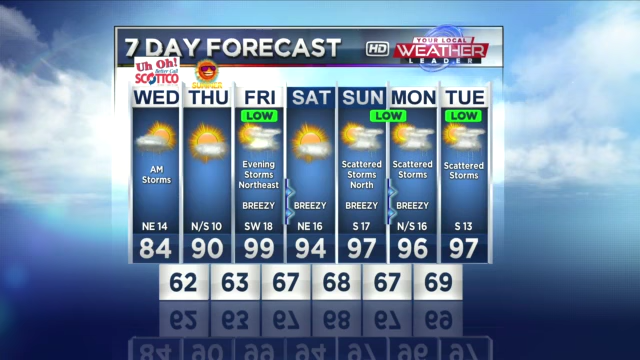 7 DAY FORECAST
HD
YOUR LOCAL
WEATHER
LEADER
Uh Oh!
Better Call
SCOTTCO
SUMMER
WED THU FRI SAT SUN MON TUE
LOW LOW LOW
AM
Storms
Evening
Storms
Northeast
Scattered
Storms
North
Scattered
Storms
Scattered
Storms
BREEZY BREEZY BREEZY BREEZY
NE 14 N/S 10 SW 18 NE 16 S 17 N/S 16 S 13
84 90 99 94 97 96 97
62 63 67 68 67 69